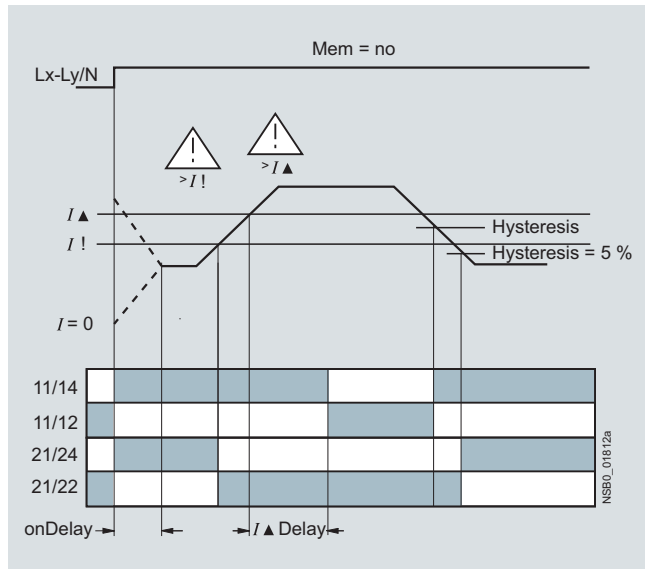 Mem = no
Lx-Ly/N
>I !
>I▲
I▲
I !
Hysteresis
Hysteresis = 5 %
I = 0
11/14
11/12
21/24
21/22
onDelay
I▲Delay
NSB0_01812a